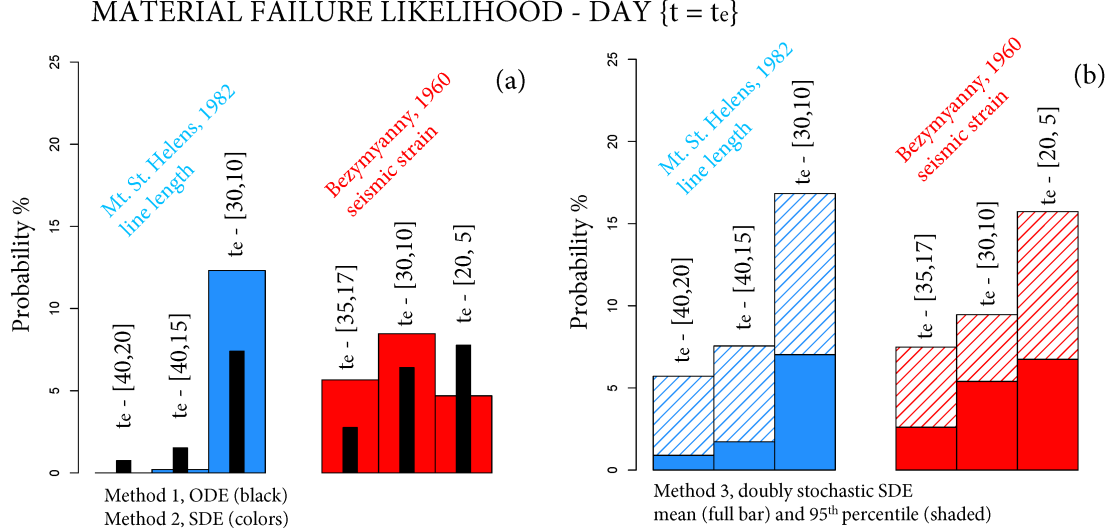 MATERIAL FAILURE LIKELIHOOD - DAY {t = te}
(a)
Probability %
0
5
10
15
20
25
Mt. St. Helens, 1982
line length
Bezymyanny, 1960
seismic strain
te - [40,20]
te - [40,15]
te - [30,10]
te - [35,17]
te - [30,10]
te - [20, 5]
Method 1, ODE (black)
Method 2, SDE (colors)
(b)
Probability %
0
5
10
15
20
25
Mt. St. Helens, 1982
line length
Bezymyanny, 1960
seismic strain
te - [40,20]
te - [40,15]
te - [30,10]
te - [35,17]
te - [30,10]
te - [20, 5]
Method 3, doubly stochastic SDE
mean (full bar) and 95th percentile (shaded)